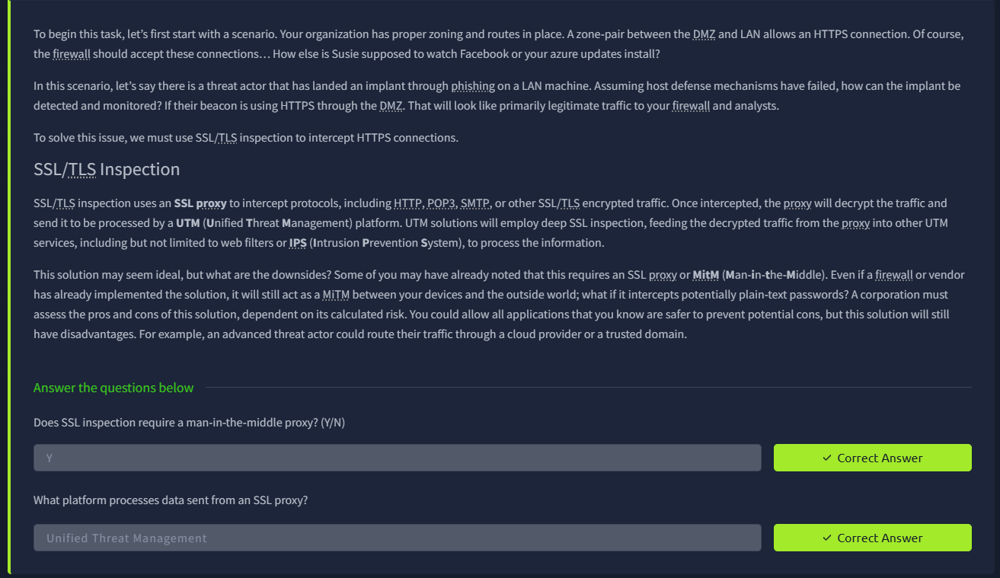 To begin this task, let’s first start with a scenario. Your organization has proper zoning and routes in place. A zone-pair between the DMZ and LAN allows an HTTPS connection. Of course,
the firewall should accept these connections… How else is Susie supposed to watch Facebook or your azure updates install?
In this scenario, let’s say there is a threat actor that has landed an implant through phishing on a LAN machine. Assuming host defense mechanisms have failed, how can the implant be
detected and monitored? If their beacon is using HTTPS through the DMZ. That will look like primarily legitimate traffic to your firewall and analysts.
To solve this issue, we must use SSL/TLS inspection to intercept HTTPS connections.
SSL/TLS Inspection
SSL/TLS inspection uses an SSL proxy to intercept protocols, including HTTP, POP3, SMTP, or other SSL/TLS encrypted traffic. Once intercepted, the proxy will decrypt the traffic and
send it to be processed by a UTM (Unified Threat Management) platform. UTM solutions will employ deep SSL inspection, feeding the decrypted traffic from the proxy into other UTM
services, including but not limited to web filters or IPS (Intrusion Prevention System), to process the information.
This solution may seem ideal, but what are the downsides? Some of you may have already noted that this requires an SSL proxy or MitM (Man-in-the-Middle). Even if a firewall or vendor
has already implemented the solution, it will still act as a MiTM between your devices and the outside world; what if it intercepts potentially plain-text passwords? A corporation must
assess the pros and cons of this solution, dependent on its calculated risk. You could allow all applications that you know are safer to prevent potential cons, but this solution will still
have disadvantages. For example, an advanced threat actor could route their traffic through a cloud provider or a trusted domain.
Answer the questions below
Does SSL inspection require a man-in-the-middle proxy? (Y/N)
Y
✓ Correct Answer
What platform processes data sent from an SSL proxy?
Unified Threat Management
✓ Correct Answer